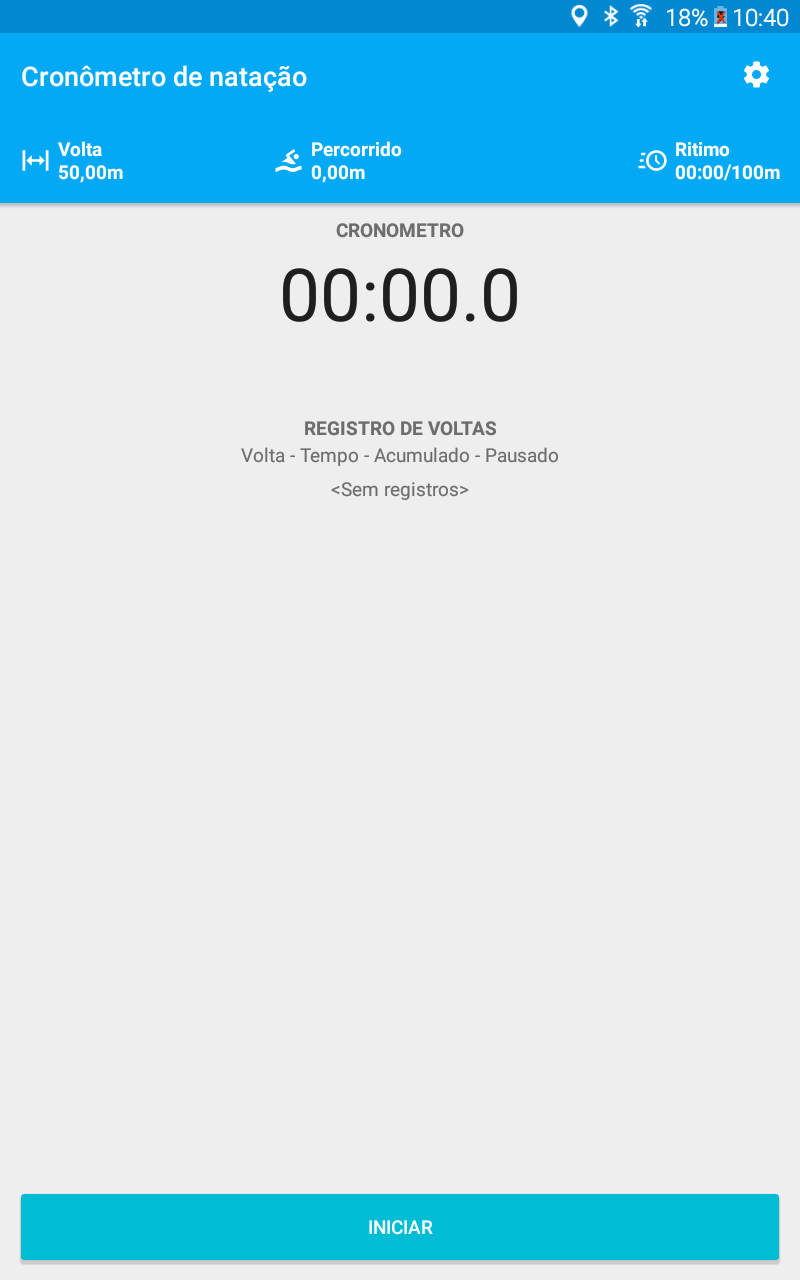 18% 10:40
Cronômetro de natação
Volta
50,00m
Percorrido
0,00m
Ritimo
00:00/100m
CRONOMETRO
00:00.0
REGISTRO DE VOLTAS
Volta - Tempo - Acumulado - Pausado
<Sem registros>
INICIAR